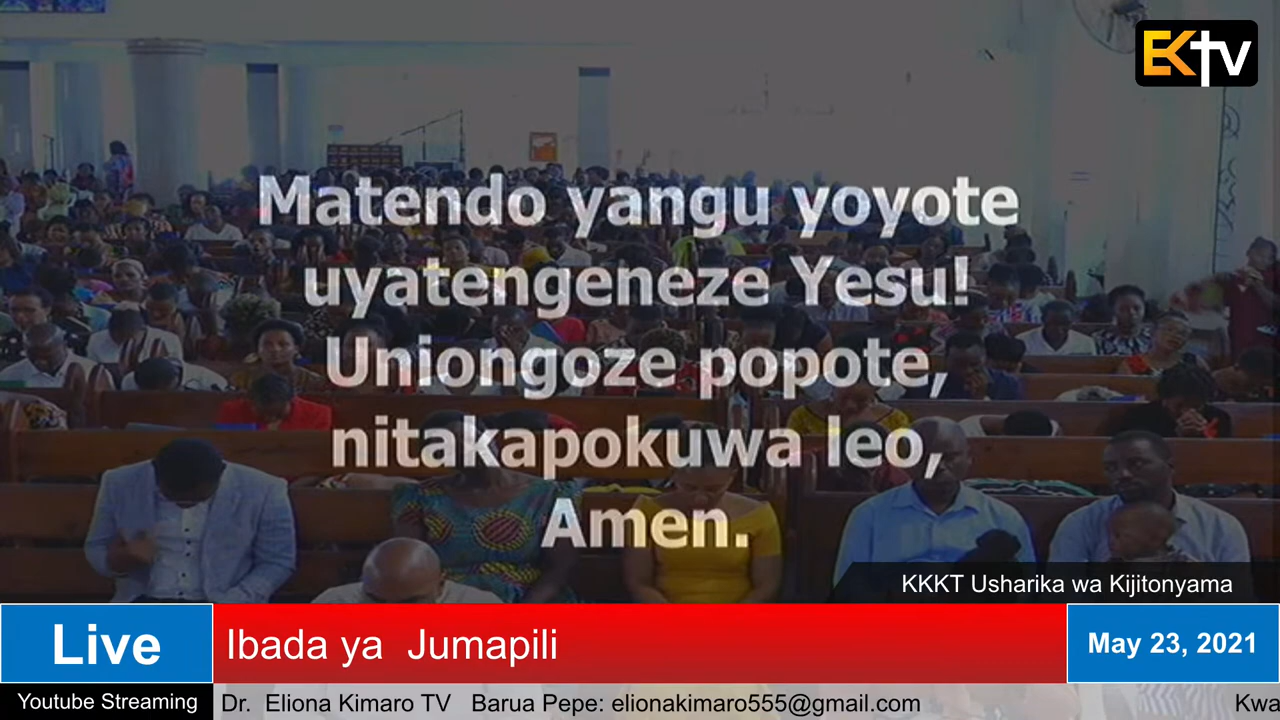 EKTV
Matendo yangu yoyote
uyatengeneze Yesu!
Uniongoze popote,
nitakapokuwa leo,
Amen.
KKKT Usharika wa Kijitonyama
Live
Ibada ya Jumapili
May 23, 2021
Youtube Streaming
Dr. Eliona Kimaro TV Barua Pepe: elionakimaro555@gmail.com
Kwa